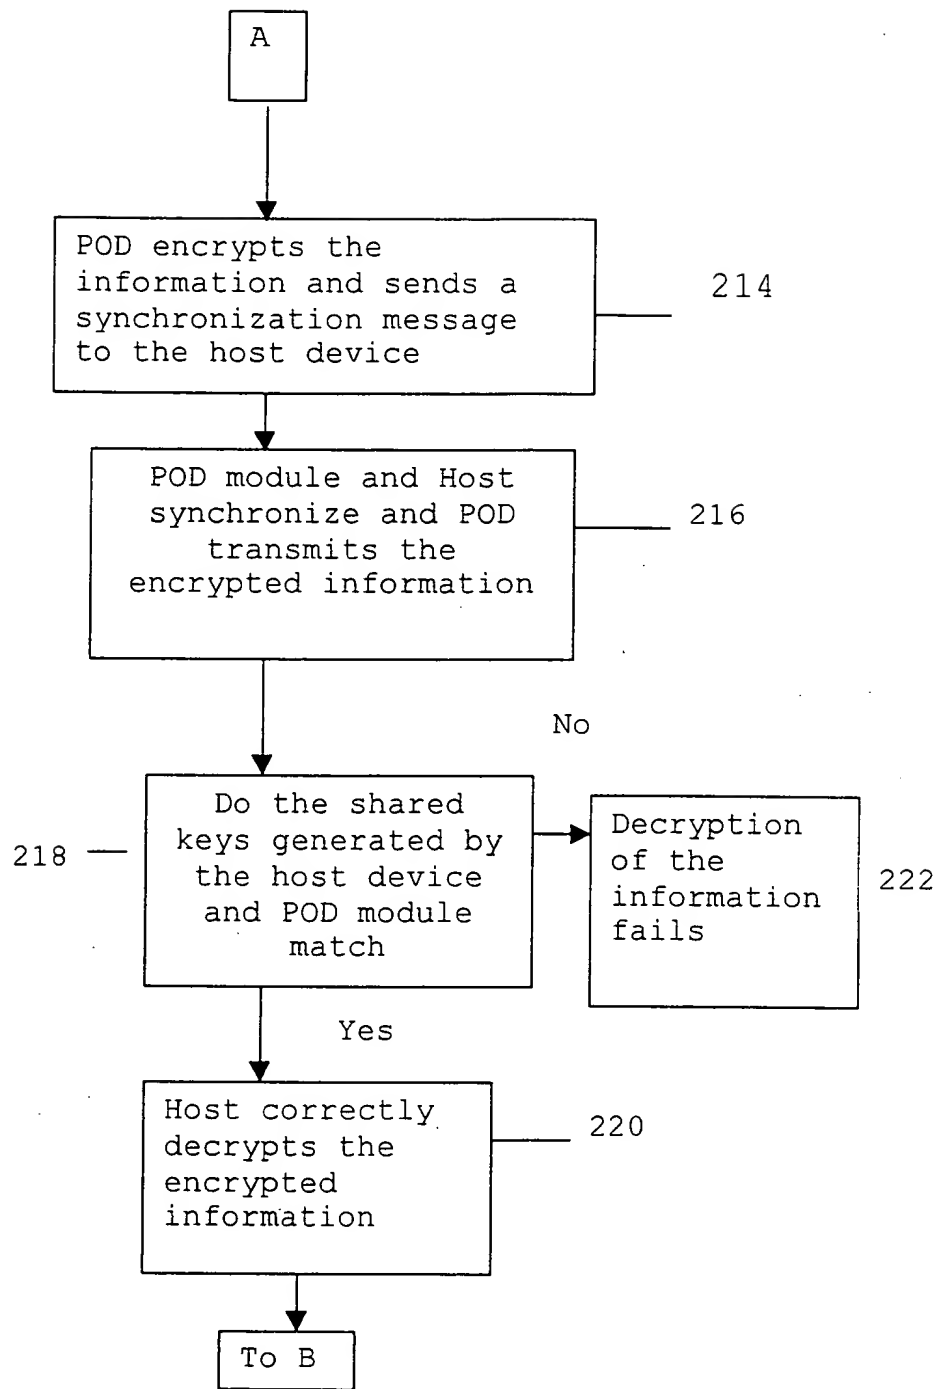 A
POD encrypts the
information and sends a
synchronization message
to the host device
214
POD module and Host
synchronize and POD
transmits the
encrypted information
216
No
Do the shared
keys generated by
the host device
and POD module
match
218
Decryption
of the
information
fails
222
Yes
Host correctly
decrypts the
encrypted
information
220
To B